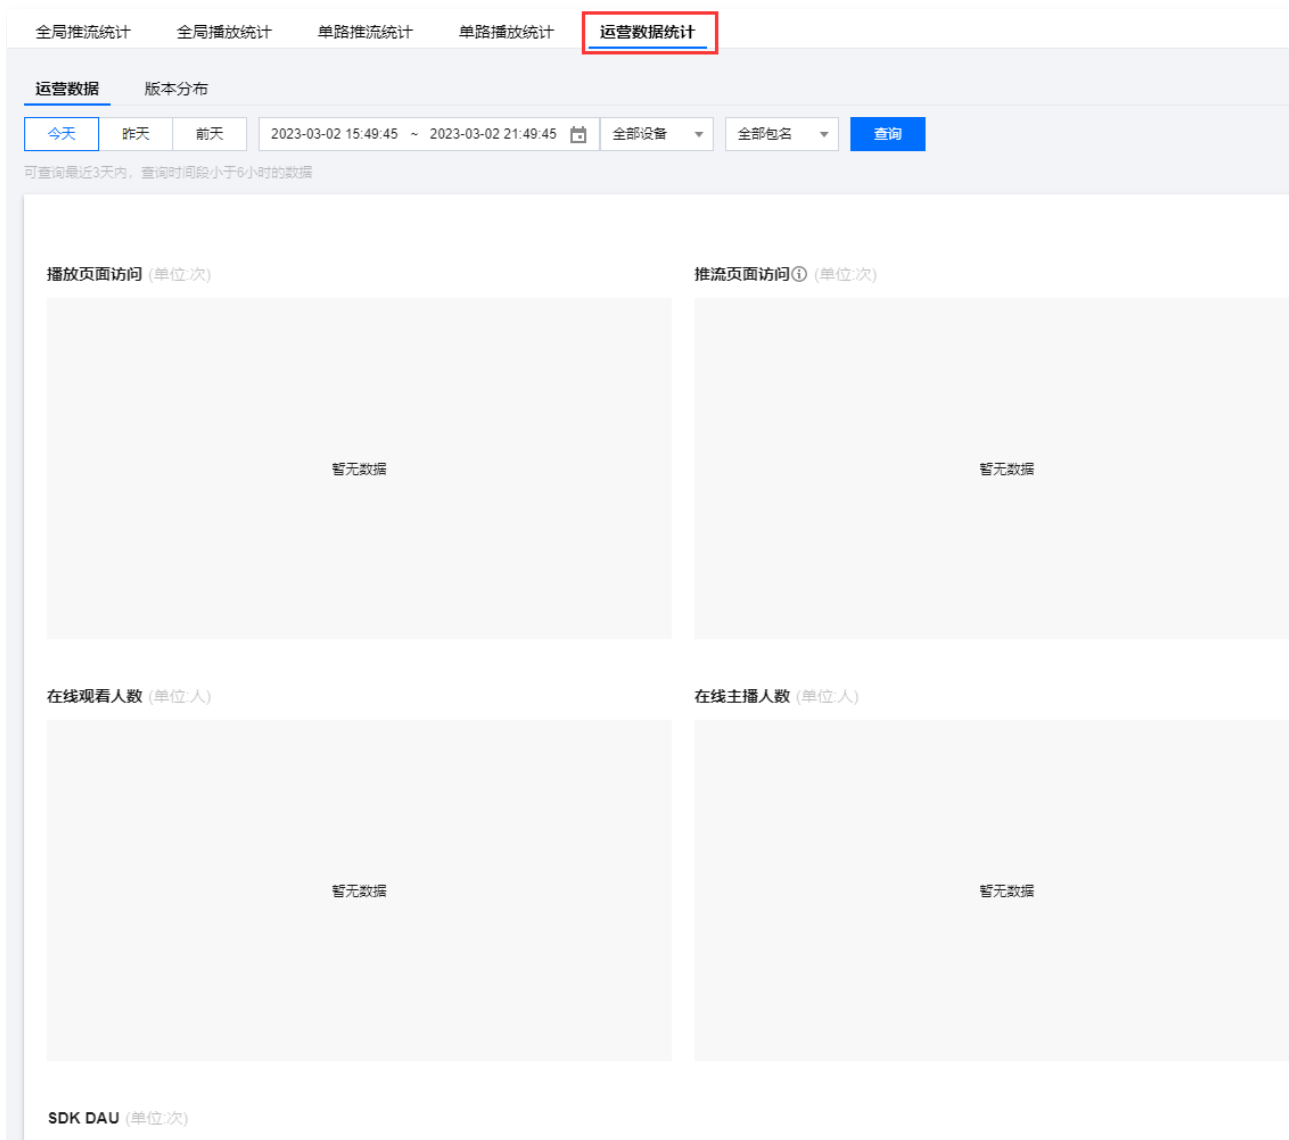 全局推流统计 全局播放统计 单路推流统计 单路播放统计 运营数据统计
运营数据 版本分布
今天 昨天 前天 2023-03-02 15:49:45 ~ 2023-03-02 21:49:45 全部设备 全部包名 查询
可查询最近3天内，查询时间段小于6小时的数据
播放页面访问 (单位:次) 推流页面访问 (单位:次)
暂无数据 暂无数据
在线观看人数 (单位:人) 在线主播人数 (单位:人)
暂无数据 暂无数据
SDK DAU (单位:次)